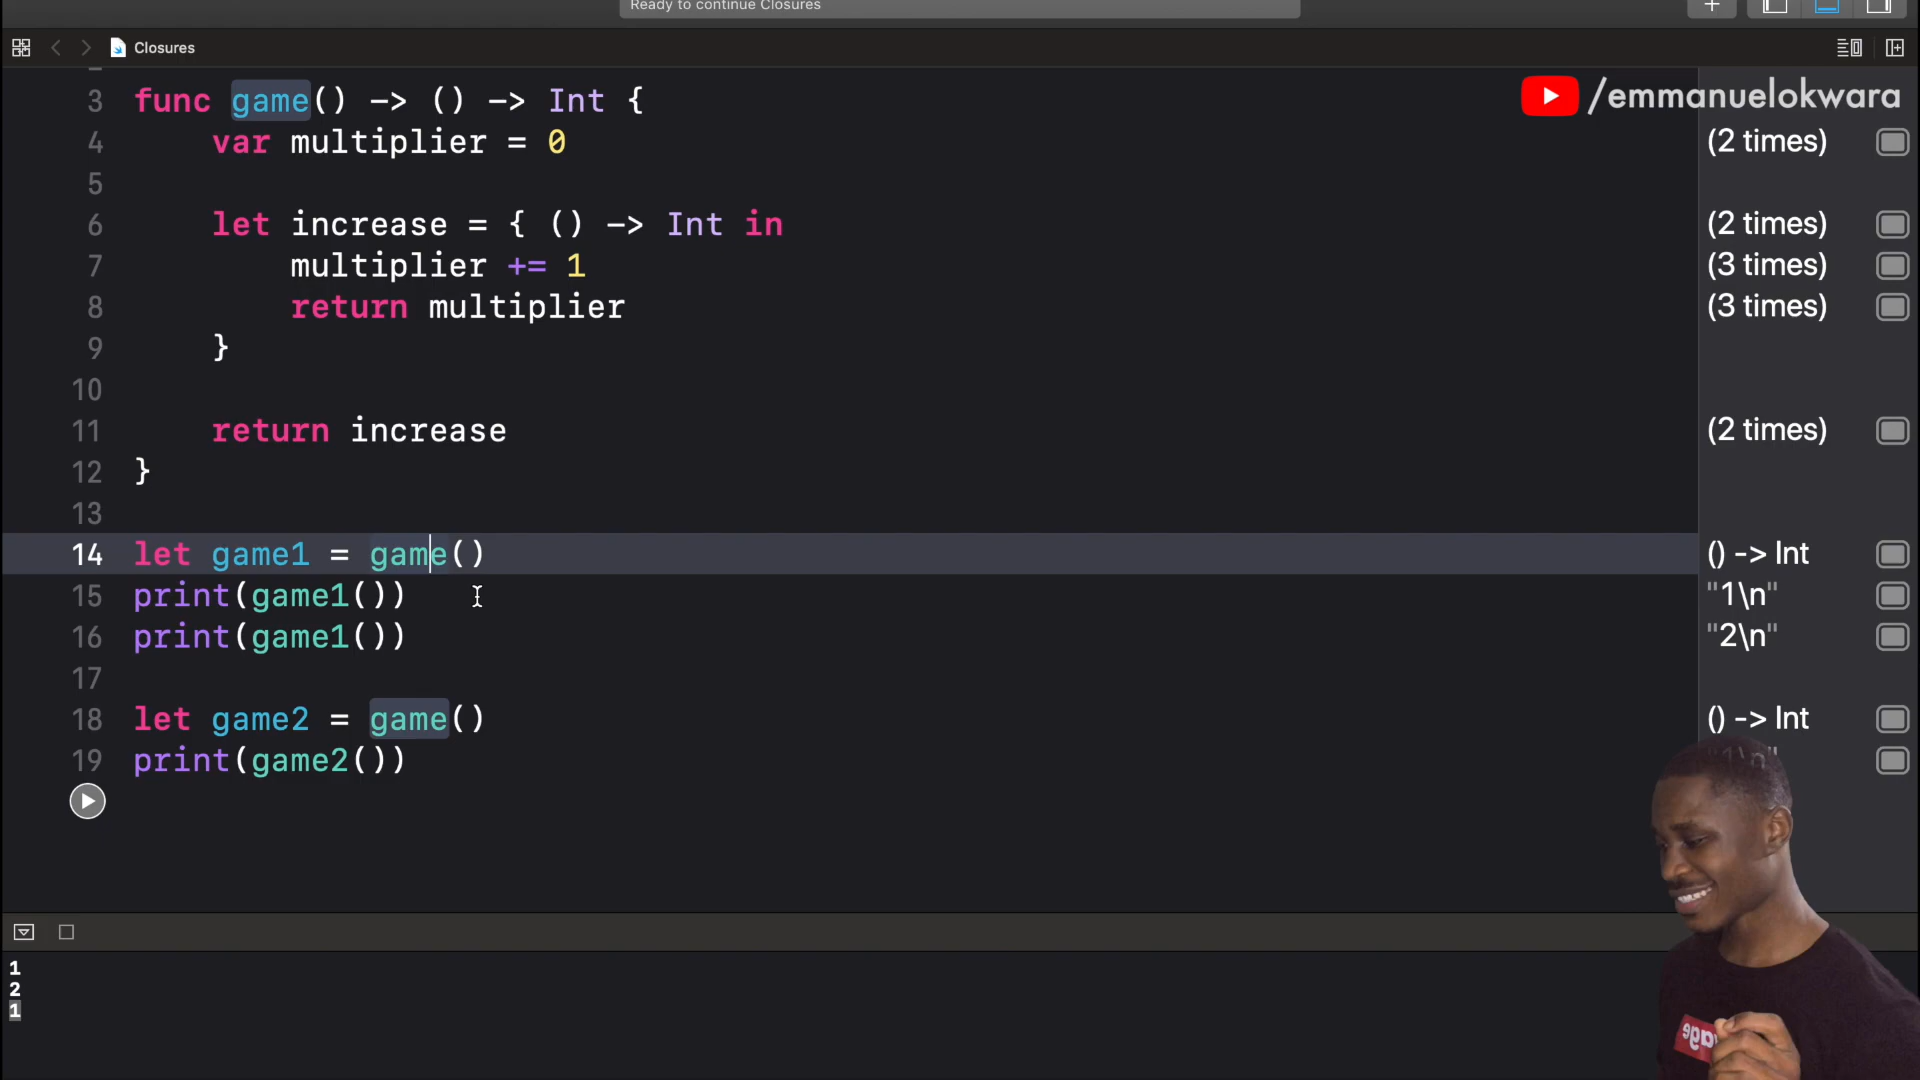 Ready to continue Closures
Closures
/emmanuelokwara
3 func game() -> () -> Int {
4 var multiplier = 0 (2 times)
5
6 let increase = { () -> Int in (2 times)
7 multiplier += 1 (3 times)
8 return multiplier (3 times)
9 }
10
11 return increase (2 times)
12 }
13
14 let game1 = game() () -> Int
15 print(game1()) "1\n"
16 print(game1()) "2\n"
17
18 let game2 = game() () -> Int
19 print(game2()) "1\n"
1
2
1